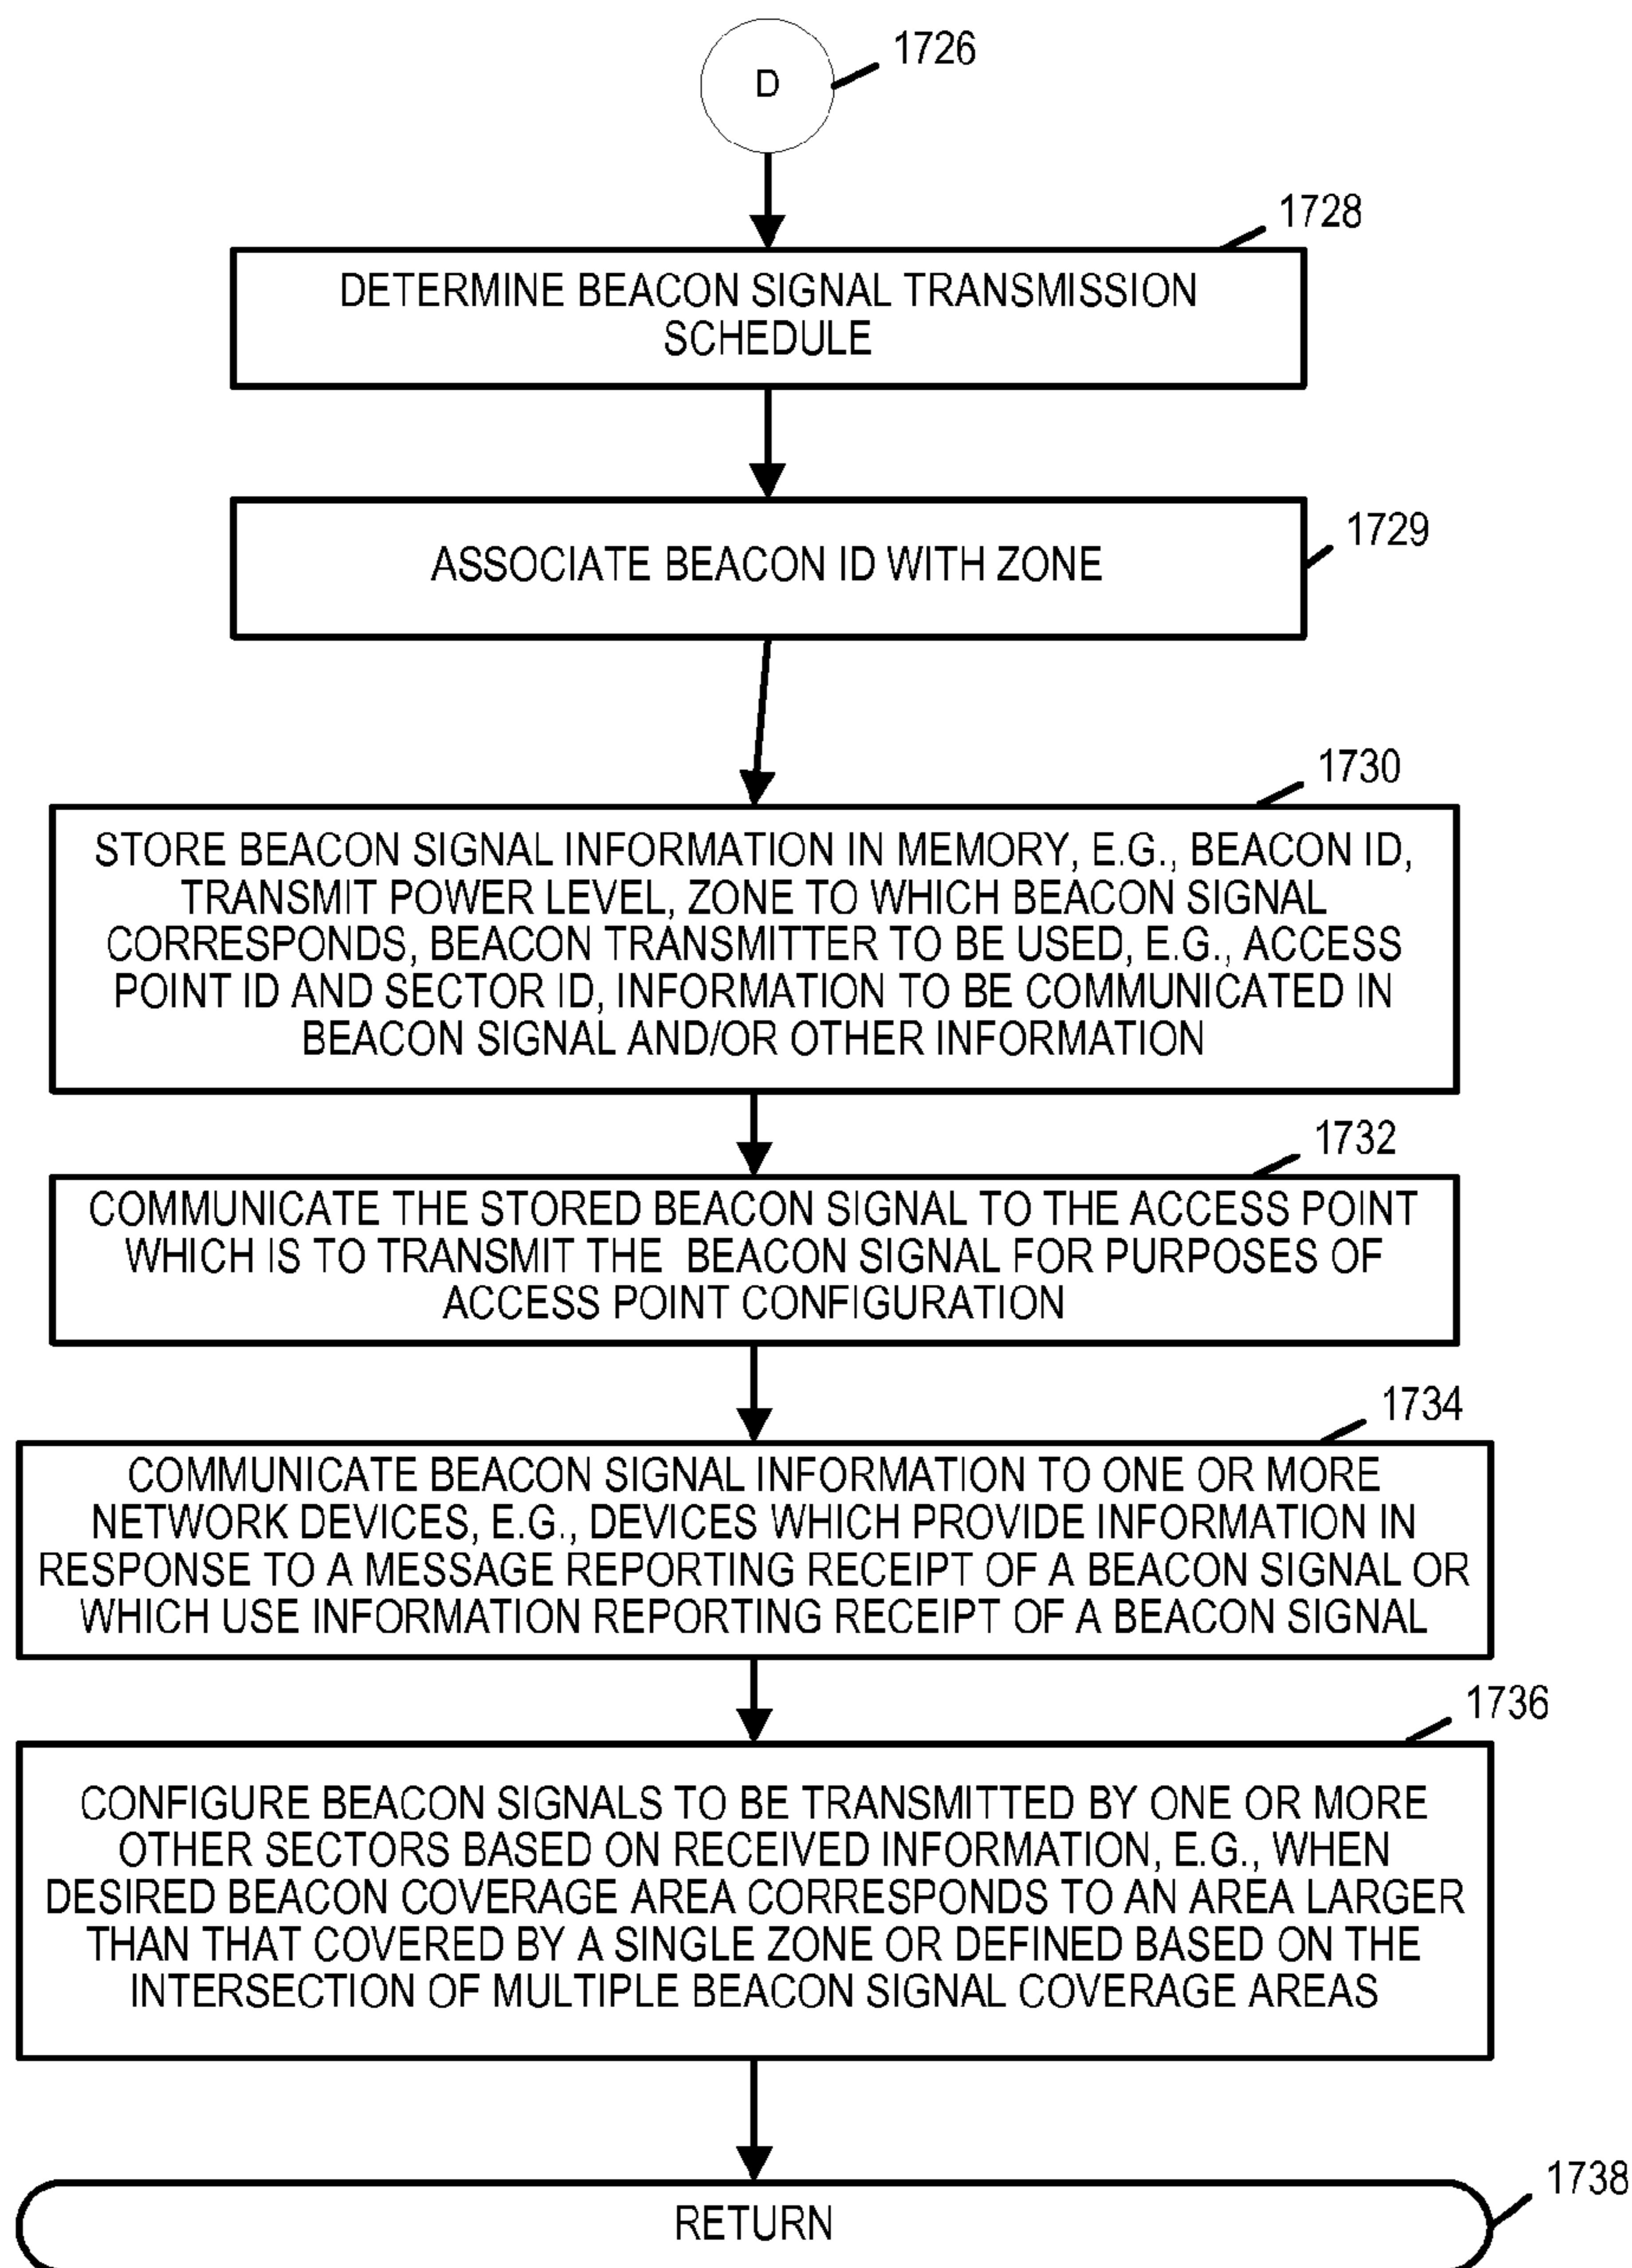 1726
D
1728
DETERMINE BEACON SIGNAL TRANSMISSION
SCHEDULE
1729
ASSOCIATE BEACON ID WITH ZONE
1730
STORE BEACON SIGNAL INFORMATION IN MEMORY, E.G., BEACON ID,
TRANSMIT POWER LEVEL, ZONE TO WHICH BEACON SIGNAL
CORRESPONDS, BEACON TRANSMITTER TO BE USED, E.G., ACCESS
POINT ID AND SECTOR ID, INFORMATION TO BE COMMUNICATED IN
BEACON SIGNAL AND/OR OTHER INFORMATION
1732
COMMUNICATE THE STORED BEACON SIGNAL TO THE ACCESS POINT
WHICH IS TO TRANSMIT THE BEACON SIGNAL FOR PURPOSES OF
ACCESS POINT CONFIGURATION
1734
COMMUNICATE BEACON SIGNAL INFORMATION TO ONE OR MORE
NETWORK DEVICES, E.G., DEVICES WHICH PROVIDE INFORMATION IN
RESPONSE TO A MESSAGE REPORTING RECEIPT OF A BEACON SIGNAL OR
WHICH USE INFORMATION REPORTING RECEIPT OF A BEACON SIGNAL
1736
CONFIGURE BEACON SIGNALS TO BE TRANSMITTED BY ONE OR MORE
OTHER SECTORS BASED ON RECEIVED INFORMATION, E.G., WHEN
DESIRED BEACON COVERAGE AREA CORRESPONDS TO AN AREA LARGER
THAN THAT COVERED BY A SINGLE ZONE OR DEFINED BASED ON THE
INTERSECTION OF MULTIPLE BEACON SIGNAL COVERAGE AREAS
1738
RETURN